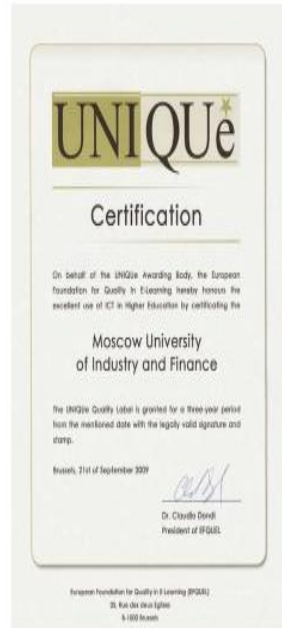 UNIQUe
Certification
On behalf of the UNIQUe Awarding Body, the European
Foundation for Quality in E-Learning hereby honours the
excellent use of ICT in Higher Education by certificating the
Moscow University
of Industry and Finance
The UNIQUe Quality Label is granted for a three-year period
from the mentioned date with the legally valid signature and
stamp.
Brussels, 21st of September 2009
Dr. Claudio Dondi
President of EFQUEL
European Foundation for Quality in E Learning (EFQUEL)
35, Rue des deux Eglises
B-1000 Brussels